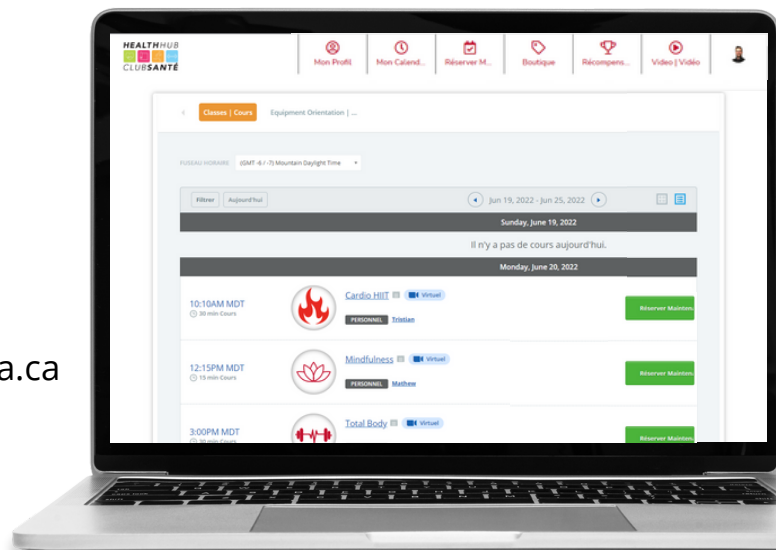 HEALTHHUB
CLUBSANTÉ
Mon Profil
Mon Calend...
Réserver M...
Boutique
Récompens...
Video | Vidéo
Classes | Cours
Equipment Orientation | ...
FUSEAU HORAIRE
(GMT -6 / -7) Mountain Daylight Time
Filtrer
Aujourd'hui
Jun 19, 2022 - Jun 25, 2022
Sunday, June 19, 2022
Il n'y a pas de cours aujourd'hui.
Monday, June 20, 2022
10:10AM MDT
30 min Cours
Cardio HIIT
Virtuel
PERSONNEL
Tristian
Réserver Mainten
a.ca
12:15PM MDT
15 min Cours
Mindfulness
Virtuel
PERSONNEL
Mathew
Réserver Mainten
3:00PM MDT
30 min Cours
Total Body
Virtuel
Réserver Mainten